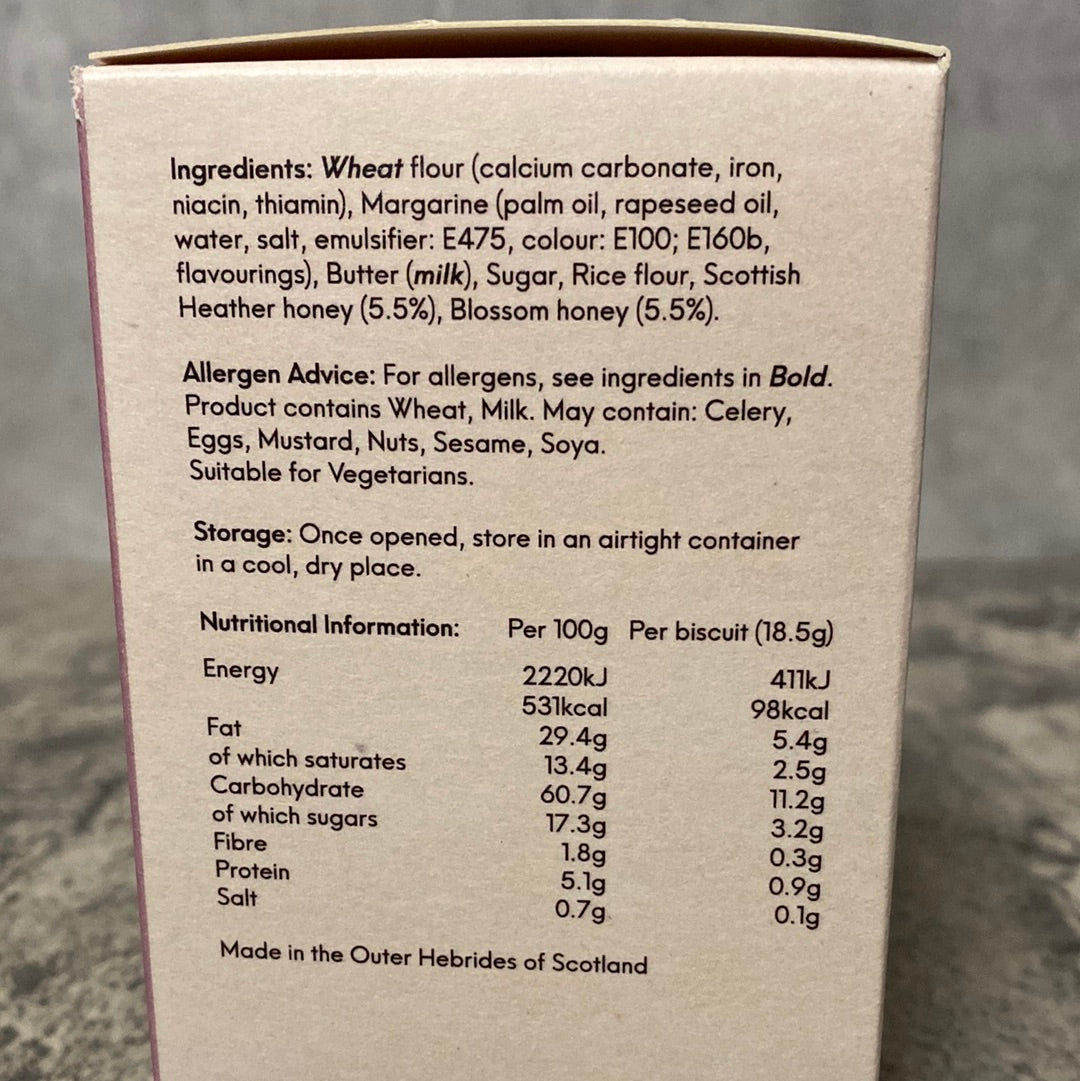 Ingredients: Wheat flour (calcium carbonate, iron,
niacin, thiamin), Margarine (palm oil, rapeseed oil,
water, salt, emulsifier: E475, colour: E100; E160b,
flavourings), Butter (milk), Sugar, Rice flour, Scottish
Heather honey (5.5%), Blossom honey (5.5%).
Allergen Advice: For allergens, see ingredients in Bold.
Product contains Wheat, Milk. May contain: Celery,
Eggs, Mustard, Nuts, Sesame, Soya.
Suitable for Vegetarians.
Storage: Once opened, store in an airtight container
in a cool, dry place.
Nutritional Information: Per 100g Per biscuit (18.5g)
Energy 2220kJ 411kJ
531kcal 98kcal
Fat 29.4g 5.4g
of which saturates 13.4g 2.5g
Carbohydrate 60.7g 11.2g
of which sugars 17.3g 3.2g
Fibre 1.8g 0.3g
Protein 5.1g 0.9g
Salt 0.7g 0.1g
Made in the Outer Hebrides of Scotland